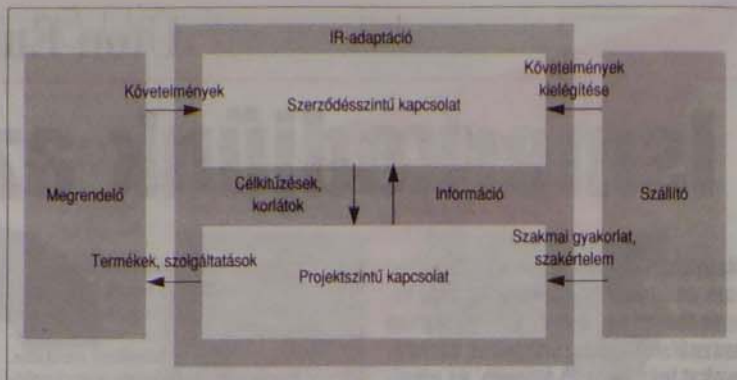 IR-adaptáció
Követelmények
Szerződésszintű kapcsolat
Követelmények
kielégítése
Megrendelő
Célkitűzések,
korlátok
Információ
Szállító
Termékek, szolgáltatások
Projektszintű kapcsolat
Szakmai gyakorlat,
szakértelem